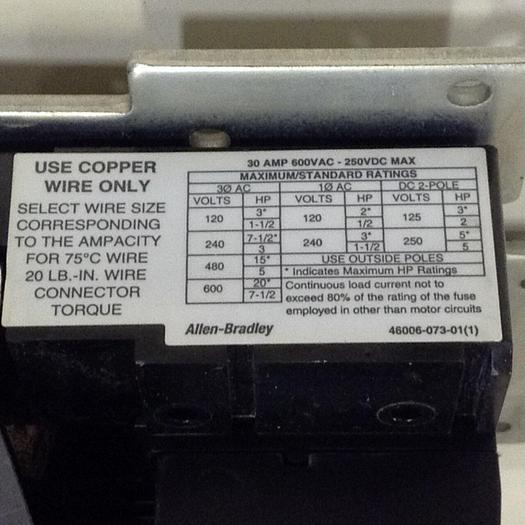 USE COPPER
WIRE ONLY
SELECT WIRE SIZE
CORRESPONDING
TO THE AMPACITY
FOR 75°C WIRE
20 LB.-IN. WIRE
CONNECTOR
TORQUE
30 AMP 600VAC - 250VDC MAX
MAXIMUM/STANDARD RATINGS
3Ø AC 1Ø AC DC 2-POLE
VOLTS HP VOLTS HP VOLTS HP
120 3* 1-1/2 120 2* 1/2 125 3* 2
240 7-1/2* 3 240 3* 1-1/2 250 5* 5
480 15* 5
USE OUTSIDE POLES
* Indicates Maximum HP Ratings
600 20* 7-1/2
Continuous load current not to
exceed 80% of the rating of the fuse
employed in other than motor circuits
Allen-Bradley 46006-073-01(1)